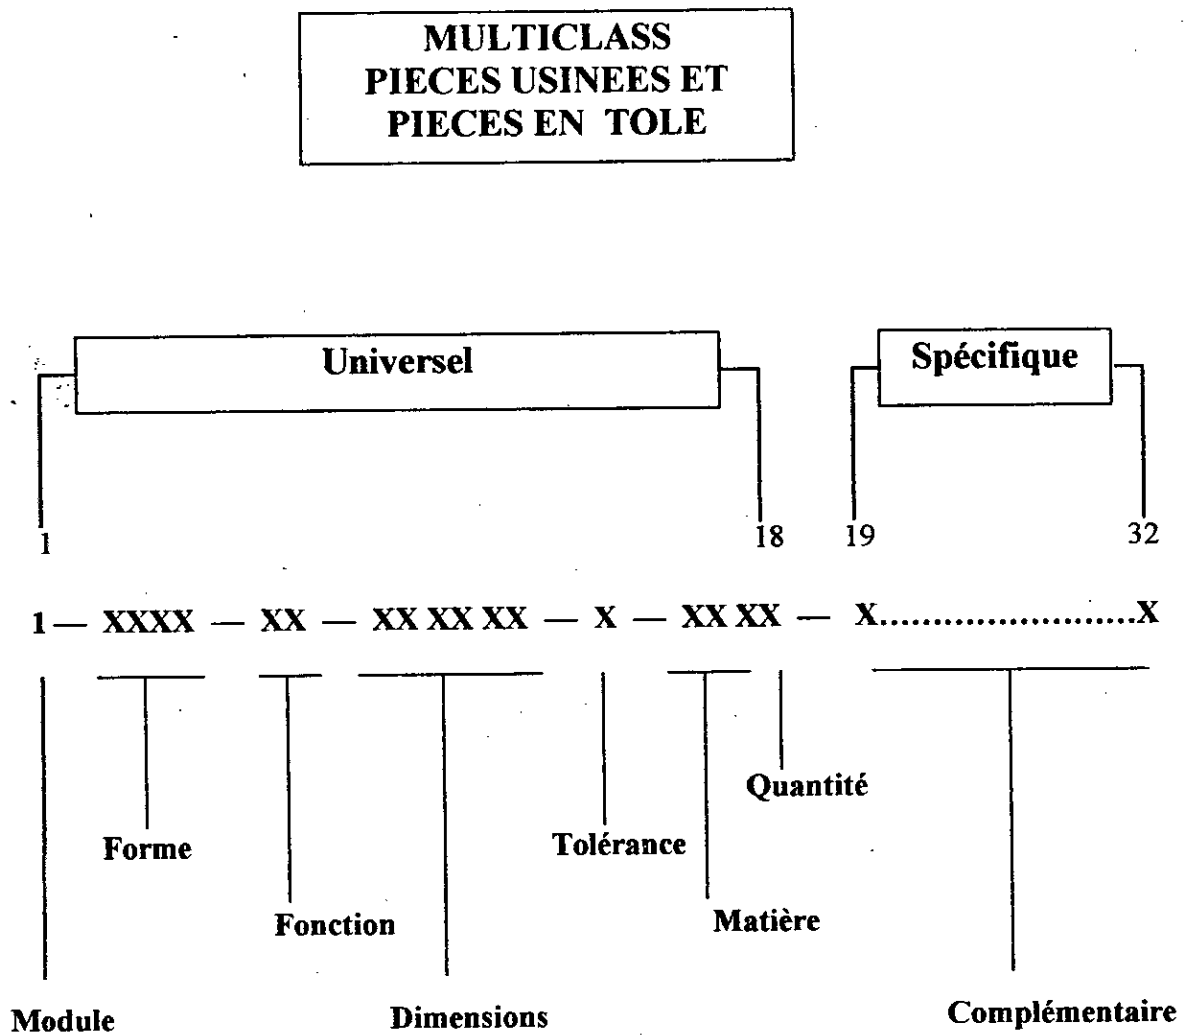 MULTICLASS
PIECES USINEES ET
PIECES EN TOLE
Universel
Spécifique
1 18 19 32
1 — XXXX — XX — XX XX XX — X — XX XX — X........................X
Quantité
Forme
Tolérance
Fonction
Matière
Module
Dimensions
Complémentaire